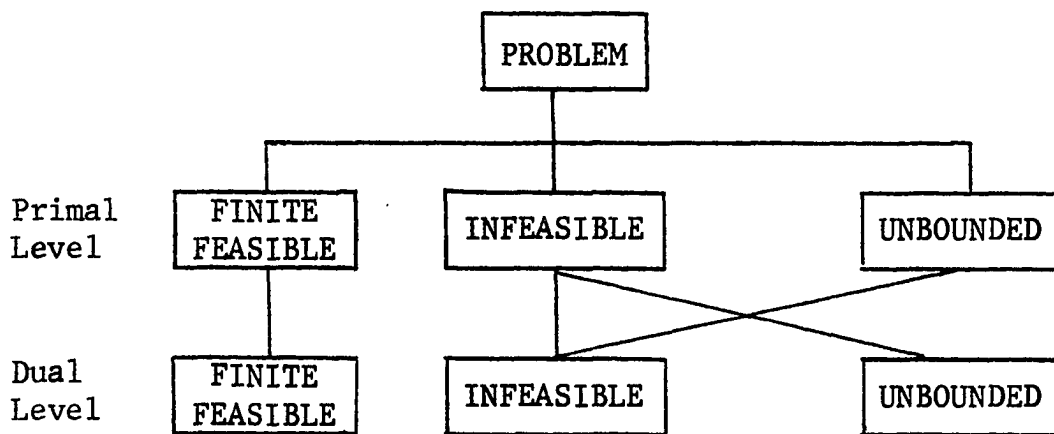 PROBLEM
Primal
Level
FINITE
FEASIBLE
INFEASIBLE
UNBOUNDED
Dual
Level
FINITE
FEASIBLE
INFEASIBLE
UNBOUNDED